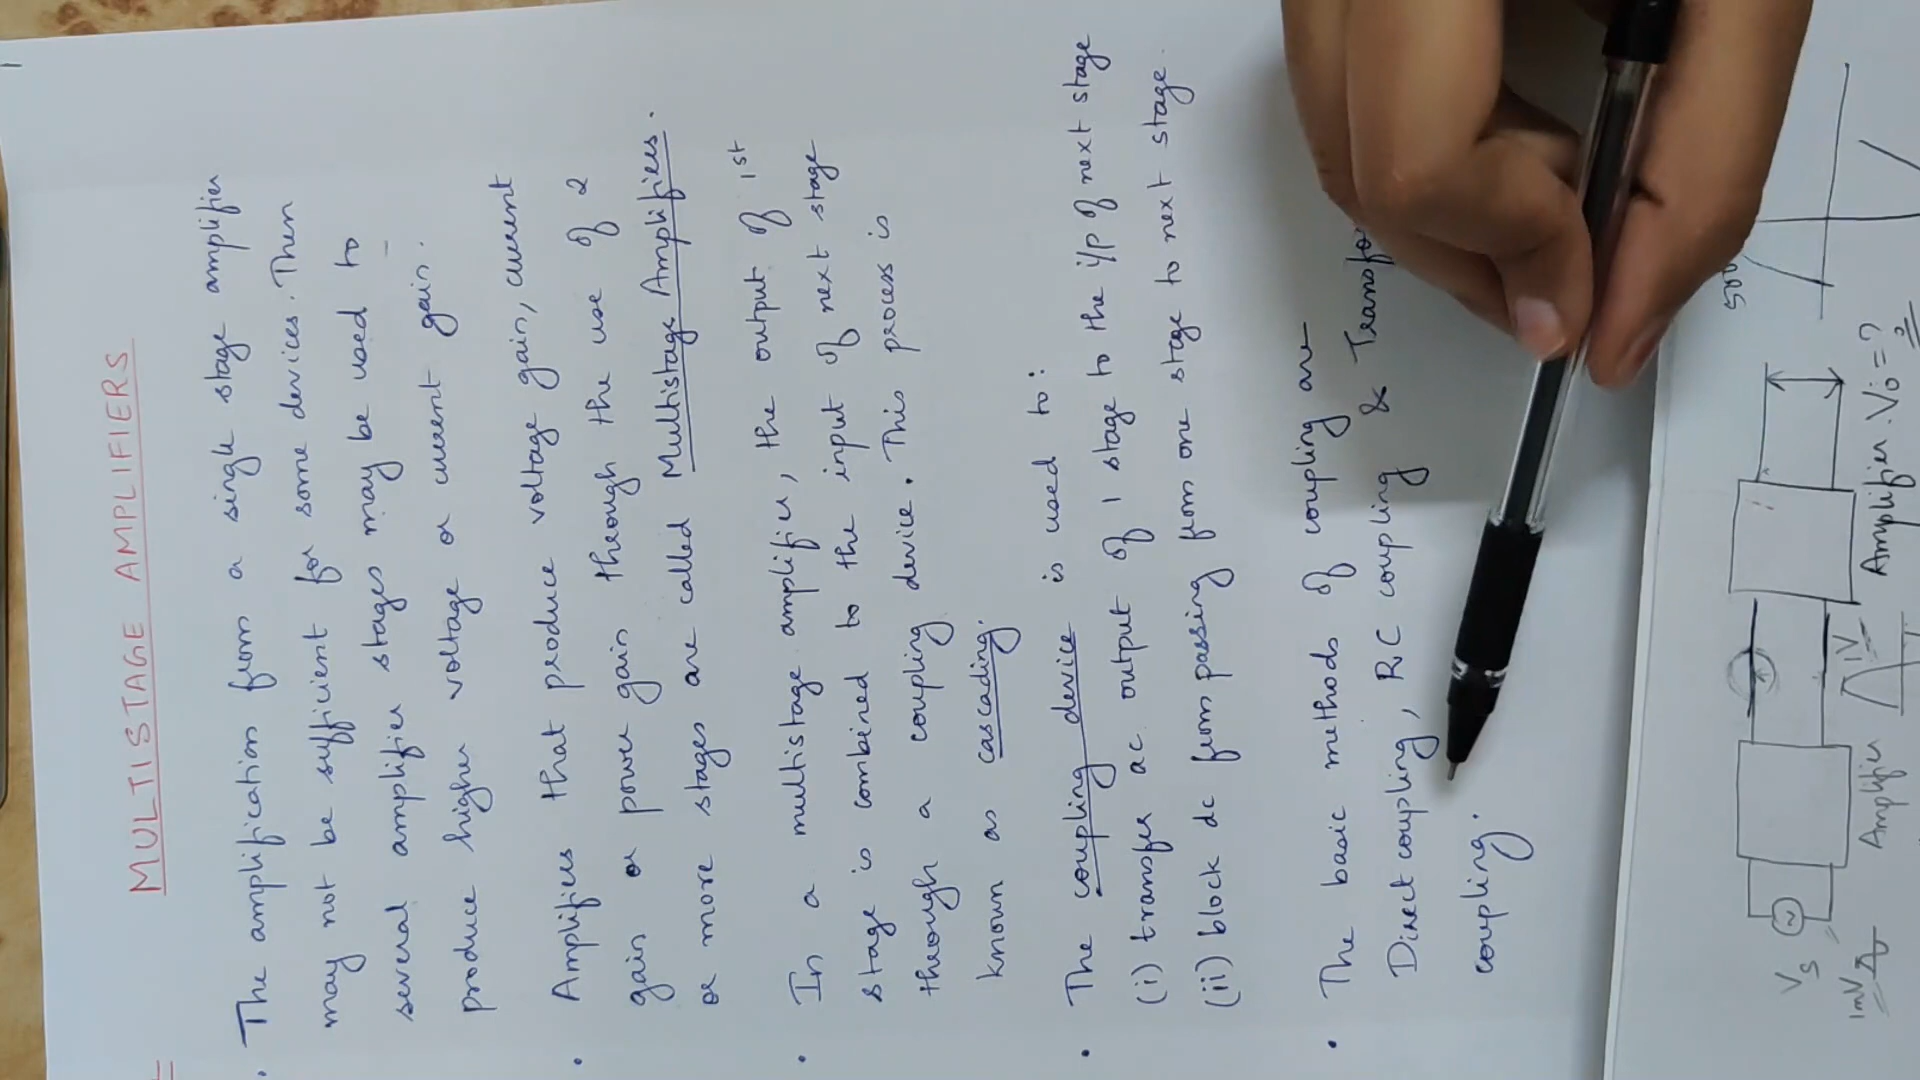 MULTISTAGE AMPLIFIERS
• The amplification from a single stage amplifier
may not be sufficient for some devices. Then
several amplifier stages may be used to
produce higher voltage or current gain.
• Amplifiers that produce voltage gain, current
gain or power gain through the use of 2
or more stages are called Multistage Amplifiers.
• In a multistage amplifier, the output of 1st
stage is combined to the input of next stage
through a coupling device. This process is
known as cascading.
• The coupling device is used to:
(i) transfer ac output of 1 stage to the i/p of next stage
(ii) block dc from passing from one stage to next stage.
• The basic methods of coupling are
Direct coupling, RC coupling & Transfo
coupling.
50
Vs
1mV
Amplifier
1V
Amplifier
Vo = ?